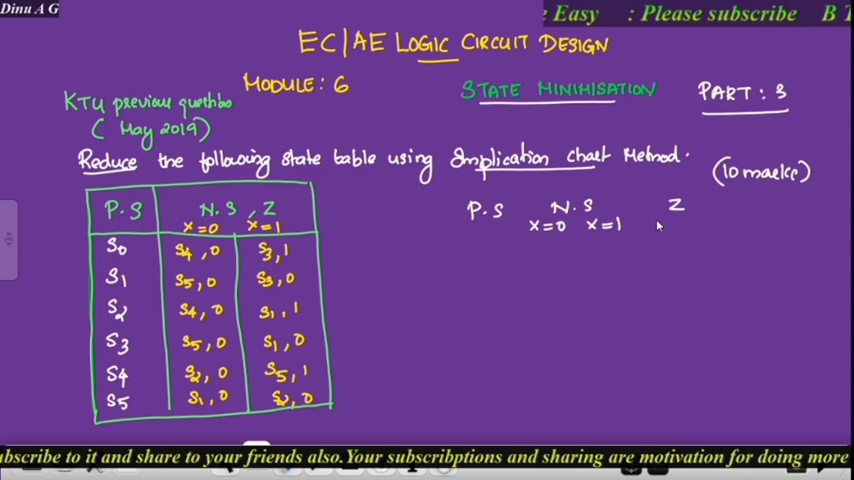 Dinu A G
e Easy : Please subscribe B T
EC|AE LOGIC CIRCUIT DESIGN
MODULE: 6
STATE MINIMISATION PART: 3
KTU previous question
( May 2019)
Reduce the following state table using Implication chart Method.
(10 marks)
P.S N.S , Z
x=0 x=1
S0 S4,0 S3,1
S1 S5,0 S3,0
S2 S4,0 S1,1
S3 S5,0 S1,0
S4 S2,0 S5,1
S5 S1,0 S2,0
P.S N.S Z
x=0 x=1
ubscribe to it and share to your friends also.Your subscribptions and sharing are motivation for doing more